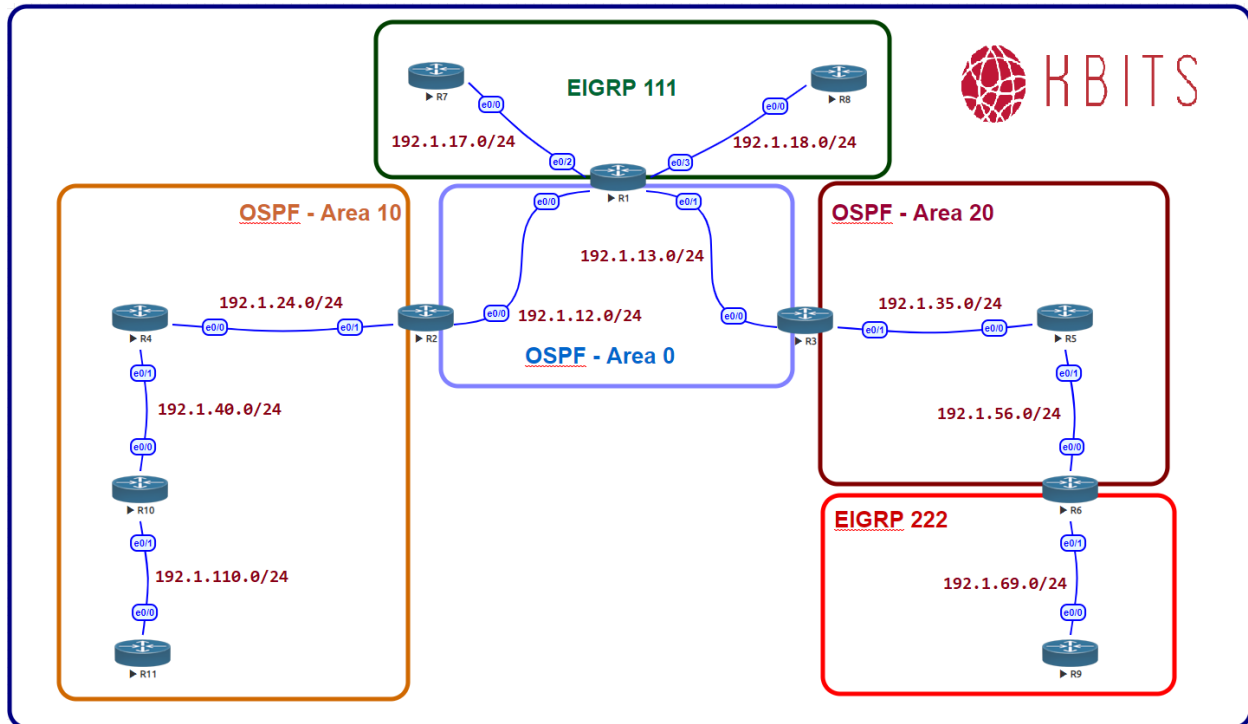 KBITS
EIGRP 111
R7
e0/0
192.1.17.0/24
e0/2
R8
e0/0
192.1.18.0/24
e0/3
R1
OSPF - Area 10
e0/0
e0/1
OSPF - Area 20
192.1.13.0/24
192.1.24.0/24
R4
e0/0
e0/1
R2
e0/0
192.1.12.0/24
OSPF - Area 0
e0/0
R3
e0/1
192.1.35.0/24
e0/0
R5
e0/1
192.1.40.0/24
e0/0
R10
e0/1
192.1.110.0/24
e0/0
R11
e0/1
192.1.56.0/24
e0/0
R6
EIGRP 222
e0/1
192.1.69.0/24
e0/0
R9